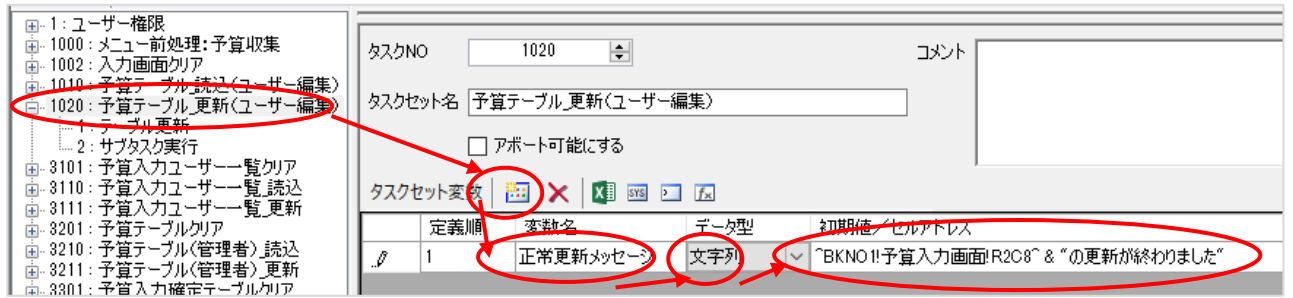 1 : ユーザー権限
1000 : メニュー前処理:予算収集
1002 : 入力画面クリア
1010 : 予算テーブル_読込(ユーザー編集)
1020 : 予算テーブル_更新(ユーザー編集)
1 : テーブル更新
2 : サブタスク実行
3101 : 予算入力ユーザー一覧クリア
3110 : 予算入力ユーザー一覧_読込
3111 : 予算入力ユーザー一覧_更新
3201 : 予算テーブルクリア
3210 : 予算テーブル(管理者)_読込
3211 : 予算テーブル(管理者)_更新
3301 : 予算入力確定テーブルクリア
タスクNO 1020 コメント
タスクセット名 予算テーブル_更新(ユーザー編集)
アボート可能にする
タスクセット変数 SYS fx
定義順 変数名 データ型 初期値/セルアドレス
1 正常更新メッセージ 文字列 ^BKNO1!予算入力画面!R2C8^ & "の更新が終わりました"